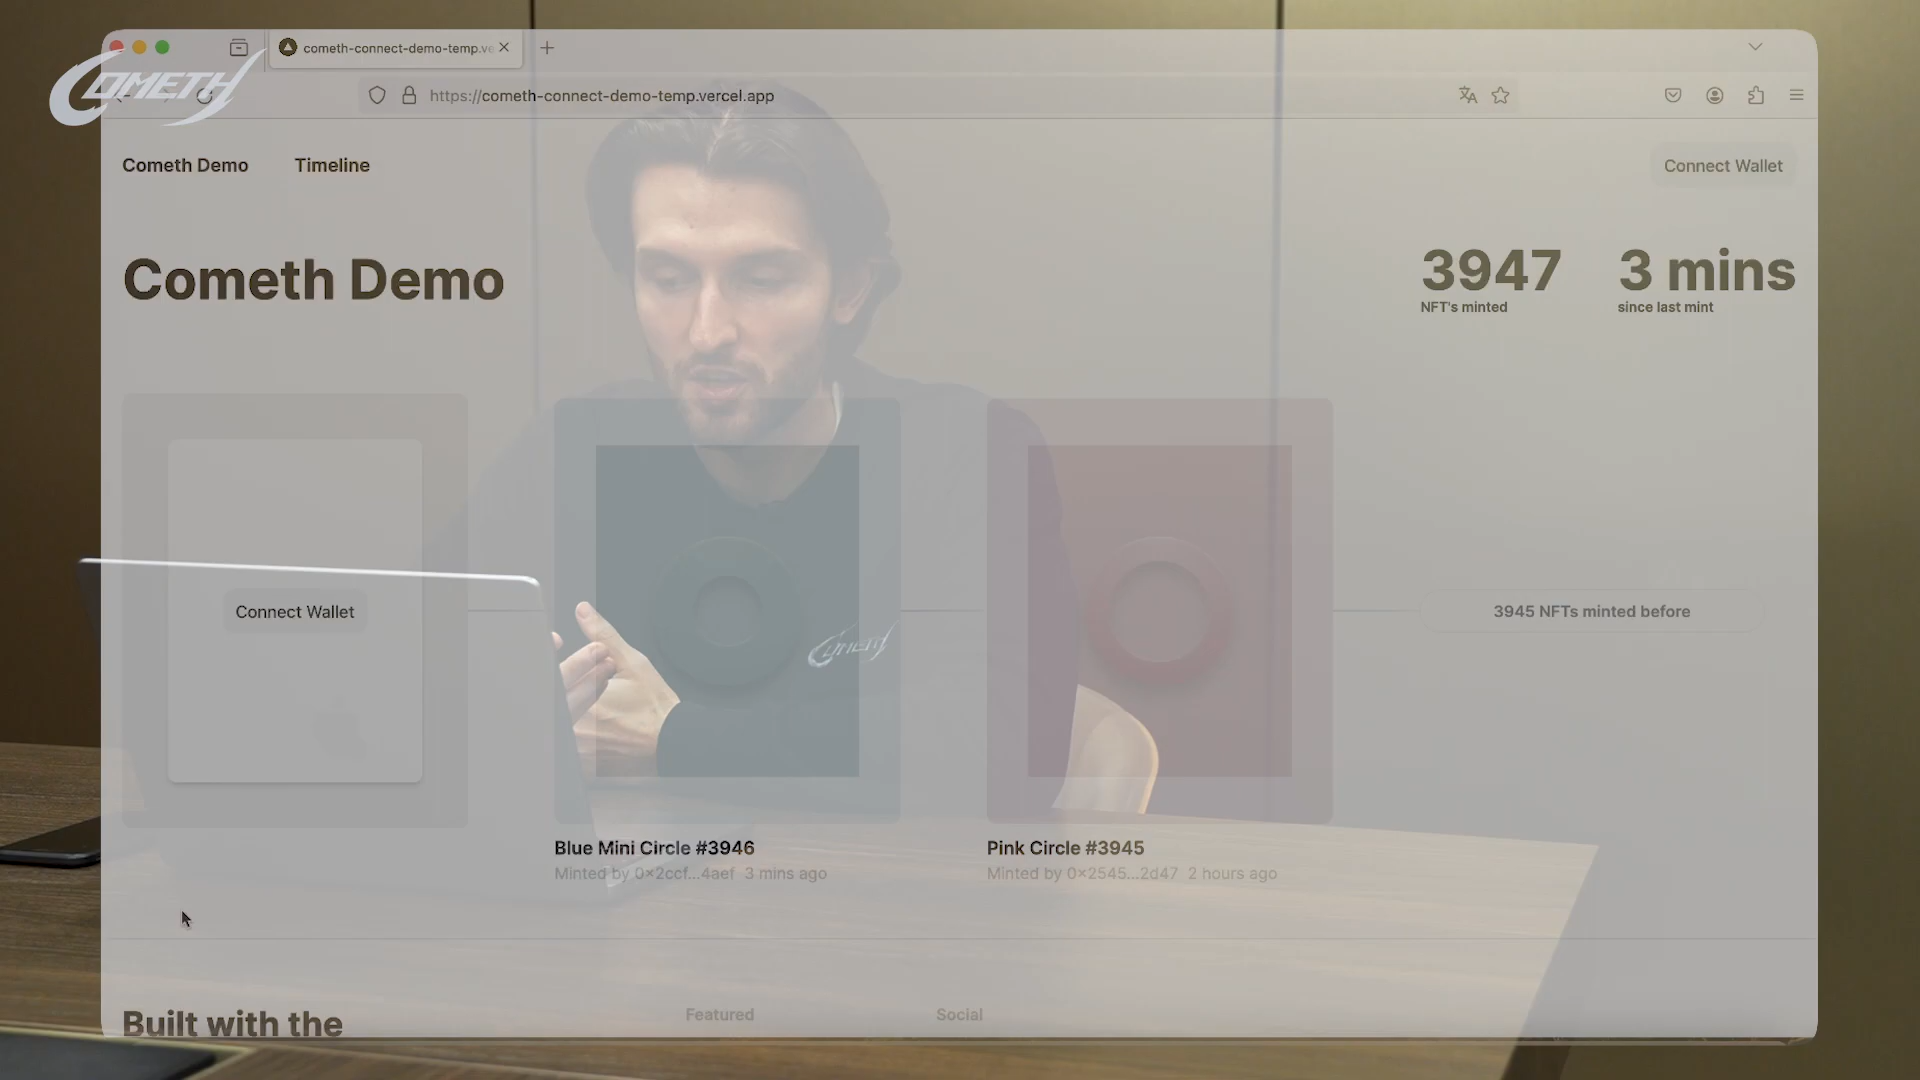 COMETH
cometh-connect-demo-temp.ve
https://cometh-connect-demo-temp.vercel.app
Cometh Demo
Timeline
Connect Wallet
Cometh Demo
3947
NFT's minted
3 mins
since last mint
Connect Wallet
COMETH
3945 NFTs minted before
Blue Mini Circle #3946
Minted by 0×2ccf...4aef 3 mins ago
Pink Circle #3945
Minted by 0×2545...2d47 2 hours ago
Built with the
Featured
Social